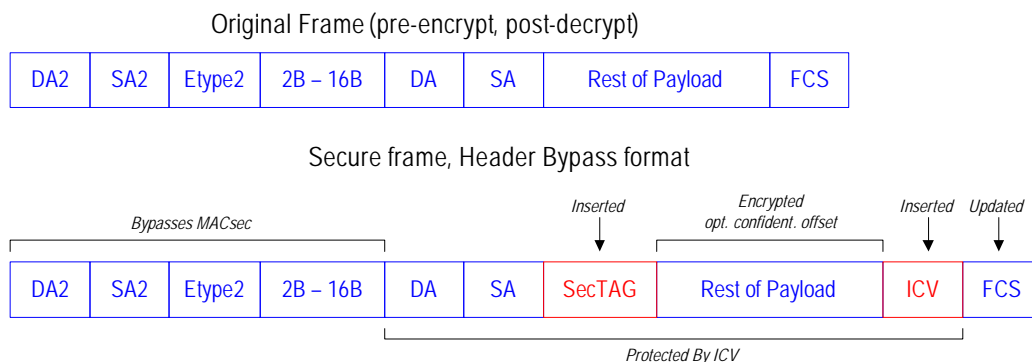 Original Frame (pre-encrypt, post-decrypt)
DA2 SA2 Etype2 2B – 16B DA SA Rest of Payload FCS
Secure frame, Header Bypass format
Bypasses MACsec Inserted Encrypted opt. confident. offset Inserted Updated
DA2 SA2 Etype2 2B – 16B DA SA SecTAG Rest of Payload ICV FCS
Protected By ICV